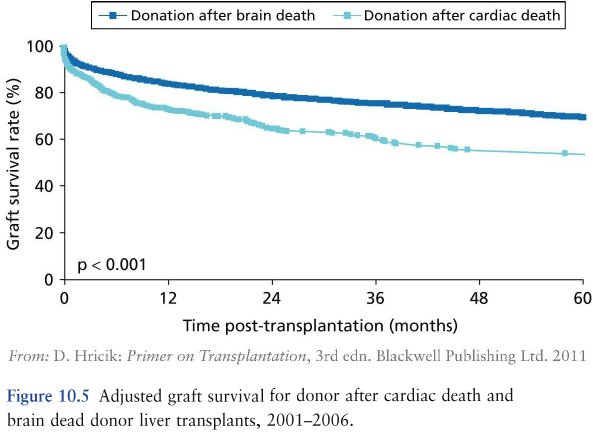 Donation after brain death Donation after cardiac death
100
80
60
40
20
0
Graft survival rate (%)
p < 0.001
0 12 24 36 48 60
Time post-transplantation (months)
From: D. Hricik: Primer on Transplantation, 3rd edn. Blackwell Publishing Ltd. 2011
Figure 10.5 Adjusted graft survival for donor after cardiac death and
brain dead donor liver transplants, 2001–2006.